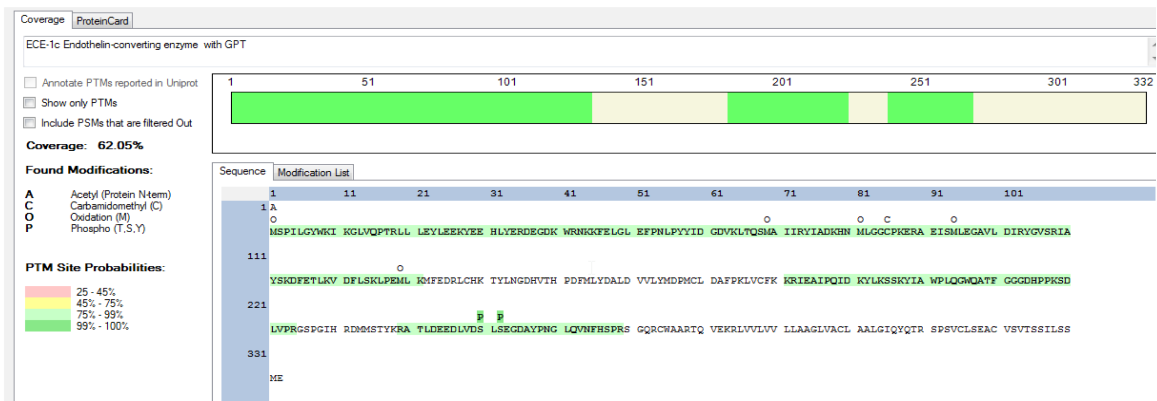 Coverage ProteinCard
ECE-1c Endothelin-converting enzyme with GPT
Annotate PTMs reported in Uniprot
Show only PTMs
Include PSMs that are filtered Out
Coverage: 62.05%
Found Modifications:
A Acetyl (Protein N-term)
C Carbamidomethyl (C)
O Oxidation (M)
P Phospho (T,S,Y)
PTM Site Probabilities:
25 - 45%
45% - 75%
75% - 99%
99% - 100%
1 51 101 151 201 251 301 332
Sequence Modification List
1 11 21 31 41 51 61 71 81 91 101
1 A
O O O C O
MSPILGYWKI KGLVQPTRLL LEYLEEKYEE HLYERDEGDK WRNKKFELGL EFPNLPYYID GDVKLTQSMA IIRYIADKHN MLGGCPKERA EISMLEGAVL DIRYGVSRIA
111
O
YSKDFETLKV DFLSKLPEML KMFEDRLCHK TYLNGDHVTH PDFMLYDALD VVLYMDPMCL DAFPKLVCFK KRIEAIPQID KYLKSSKYIA WPLQGWQATF GGGDHPPKSD
221
P P
LVPRGSPGIH RDMMSTYKRA TLDEEDLVDS LSEGDAYPNG LQVNFHSPRS GQRCWAARTQ VEKRLVVLVV LLAAGLVACL AALGIQYQTR SPSVCLSEAC VSVTSSILSS
331
ME